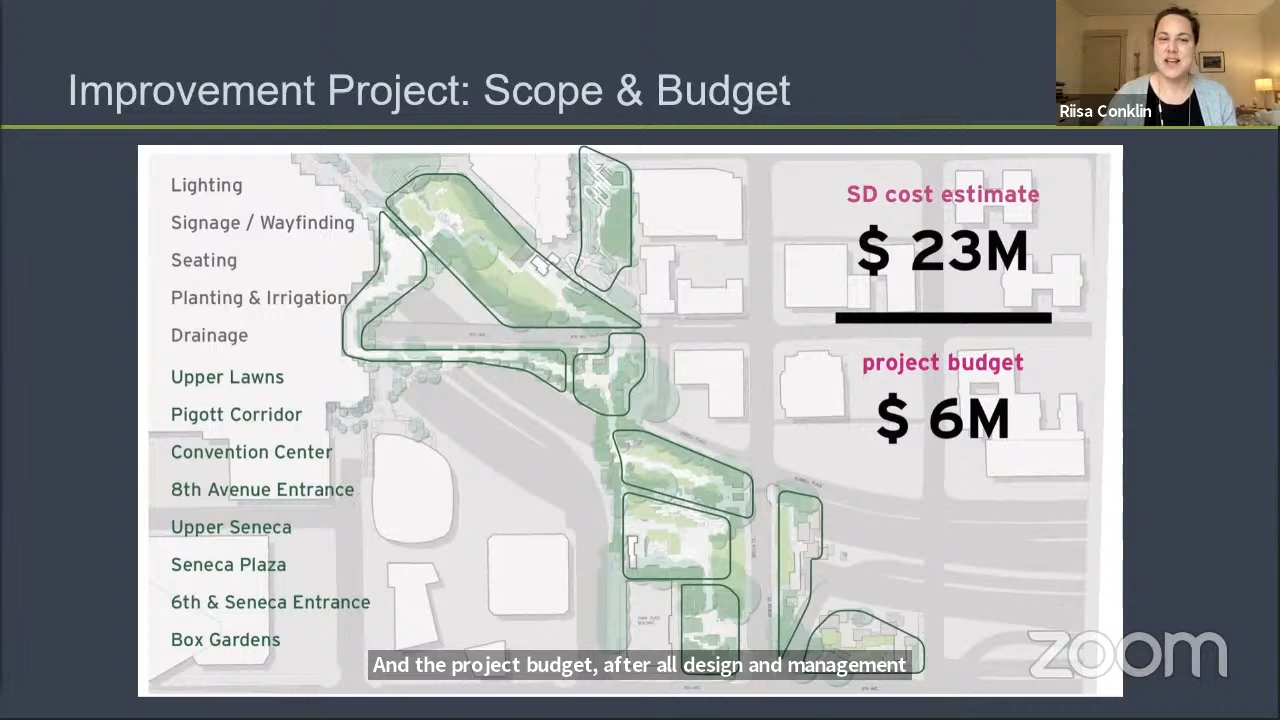 Improvement Project: Scope & Budget
Riisa Conklin
Lighting
Signage / Wayfinding
Seating
Planting & Irrigation
Drainage
Upper Lawns
Pigott Corridor
Convention Center
8th Avenue Entrance
Upper Seneca
Seneca Plaza
6th & Seneca Entrance
Box Gardens
SD cost estimate
$ 23M
project budget
$ 6M
And the project budget, after all design and management
zoom